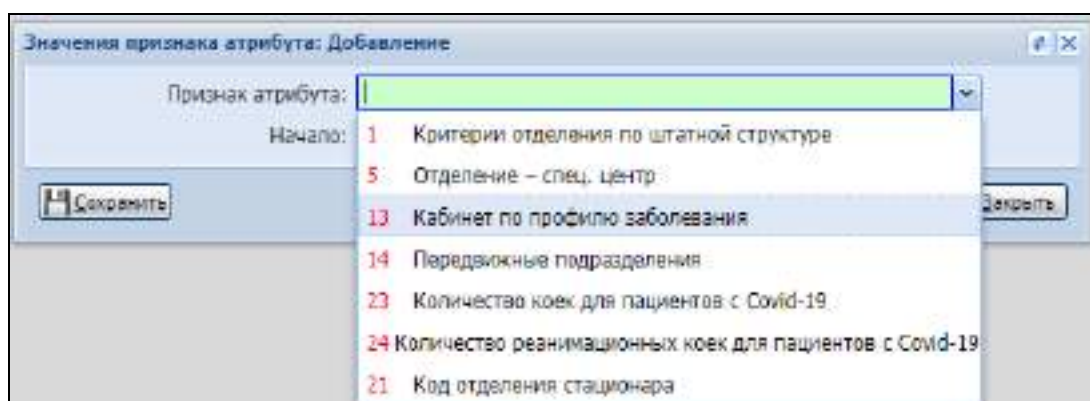 Значения признака атрибута: Добавление
Признак атрибута:
Начало:
1 Критерии отделения по штатной структуре
5 Отделение – спец. центр
13 Кабинет по профилю заболевания
14 Передвижные подразделения
23 Количество коек для пациентов с Covid-19
24 Количество реанимационных коек для пациентов с Covid-19
21 Код отделения стационара
Сохранить
Закрыть